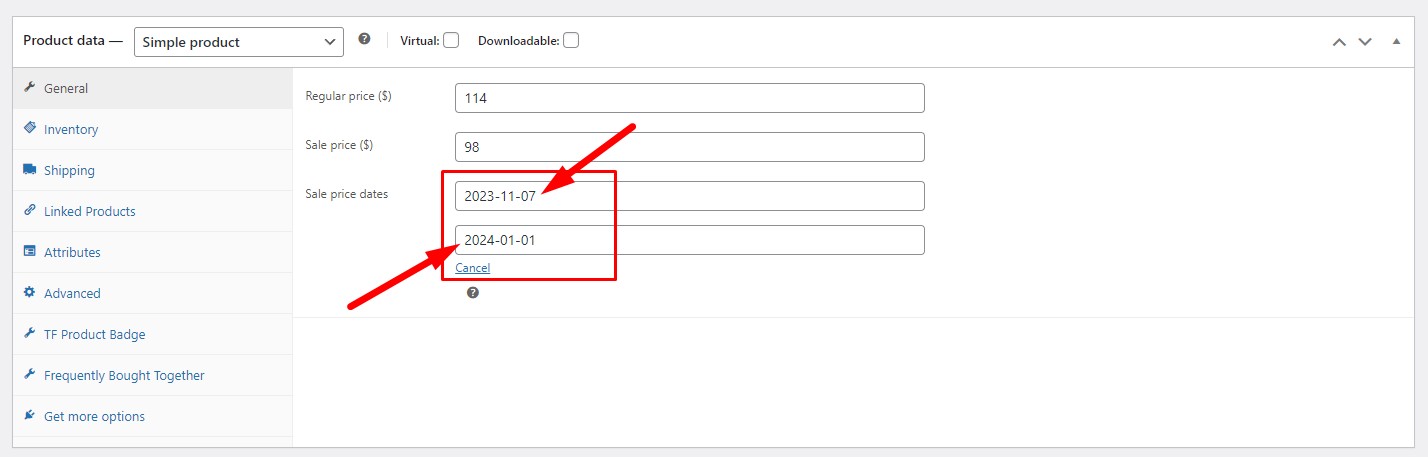 Product data — Simple product ? Virtual: Downloadable:
General
Inventory
Shipping
Linked Products
Attributes
Advanced
TF Product Badge
Frequently Bought Together
Get more options
Regular price ($) 114
Sale price ($) 98
Sale price dates 2023-11-07
2024-01-01
Cancel
?